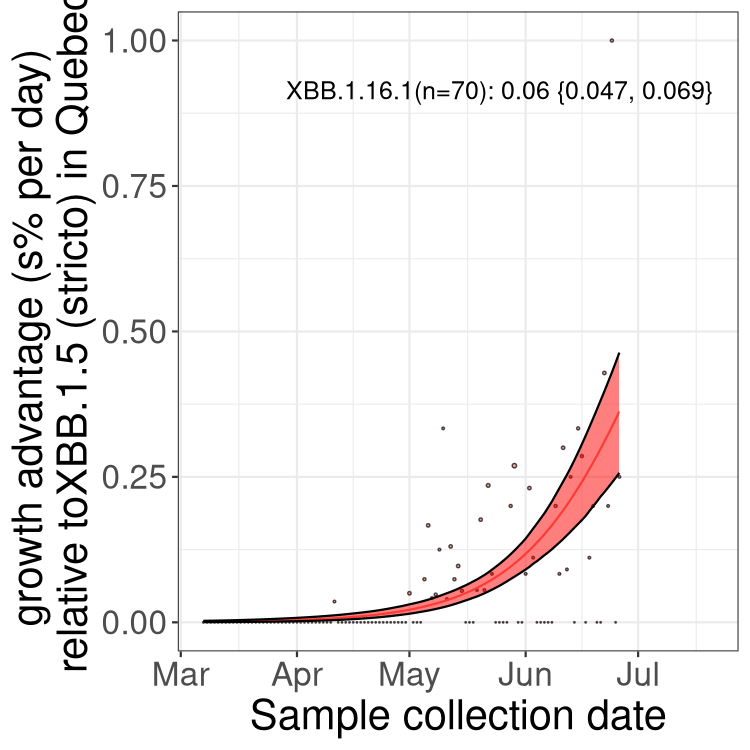 growth advantage (s% per day)
relative toXBB.1.5 (stricto) in Quebec
1.00
0.75
0.50
0.25
0.00
XBB.1.16.1(n=70): 0.06 {0.047, 0.069}
Mar Apr May Jun Jul
Sample collection date